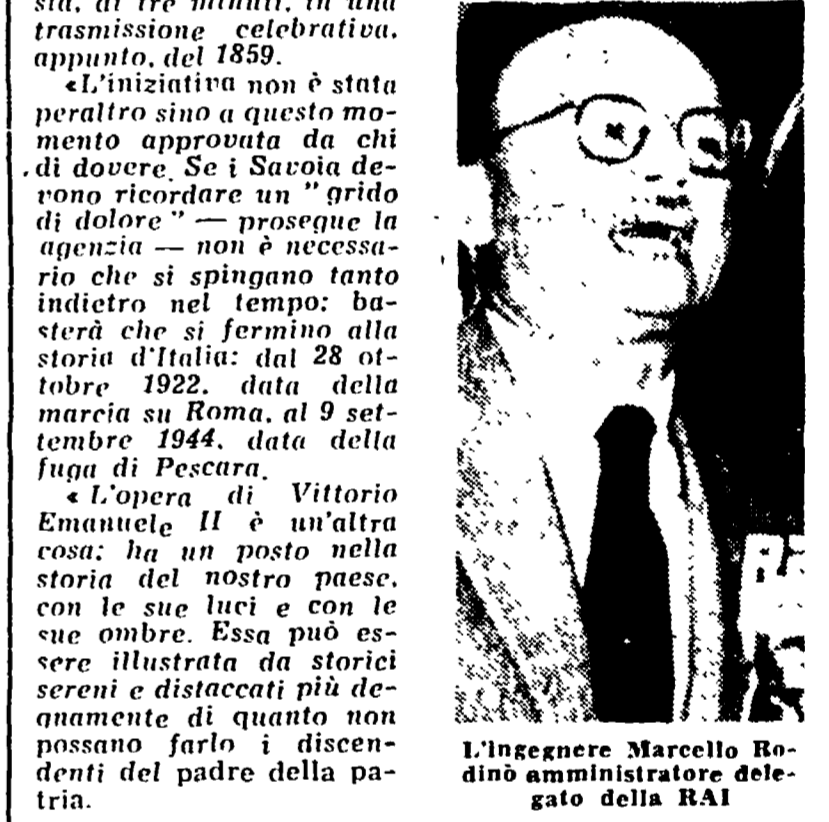 sia, di tre minuti, in una
trasmissione celebrativa,
appunto, del 1859.
«L'iniziativa non è stata
peraltro sino a questo mo-
mento approvata da chi
di dovere. Se i Savoia de-
vono ricordare un " grido
di dolore " — prosegue la
agenzia — non è necessa-
rio che si spingano tanto
indietro nel tempo: ba-
sterà che si fermino alla
storia d'Italia: dal 28 ot-
tobre 1922, data della
marcia su Roma, al 9 set-
tembre 1944, data della
fuga di Pescara.
« L'opera di Vittorio
Emanuele II è un'altra
cosa: ha un posto nella
storia del nostro paese,
con le sue luci e con le
sue ombre. Essa può es-
sere illustrata da storici
sereni e distaccati più de-
gnamente di quanto non
possano farlo i discen-
denti del padre della pa-
tria.
L'ingegnere Marcello Ro-
dinò amministratore dele-
gato della RAI